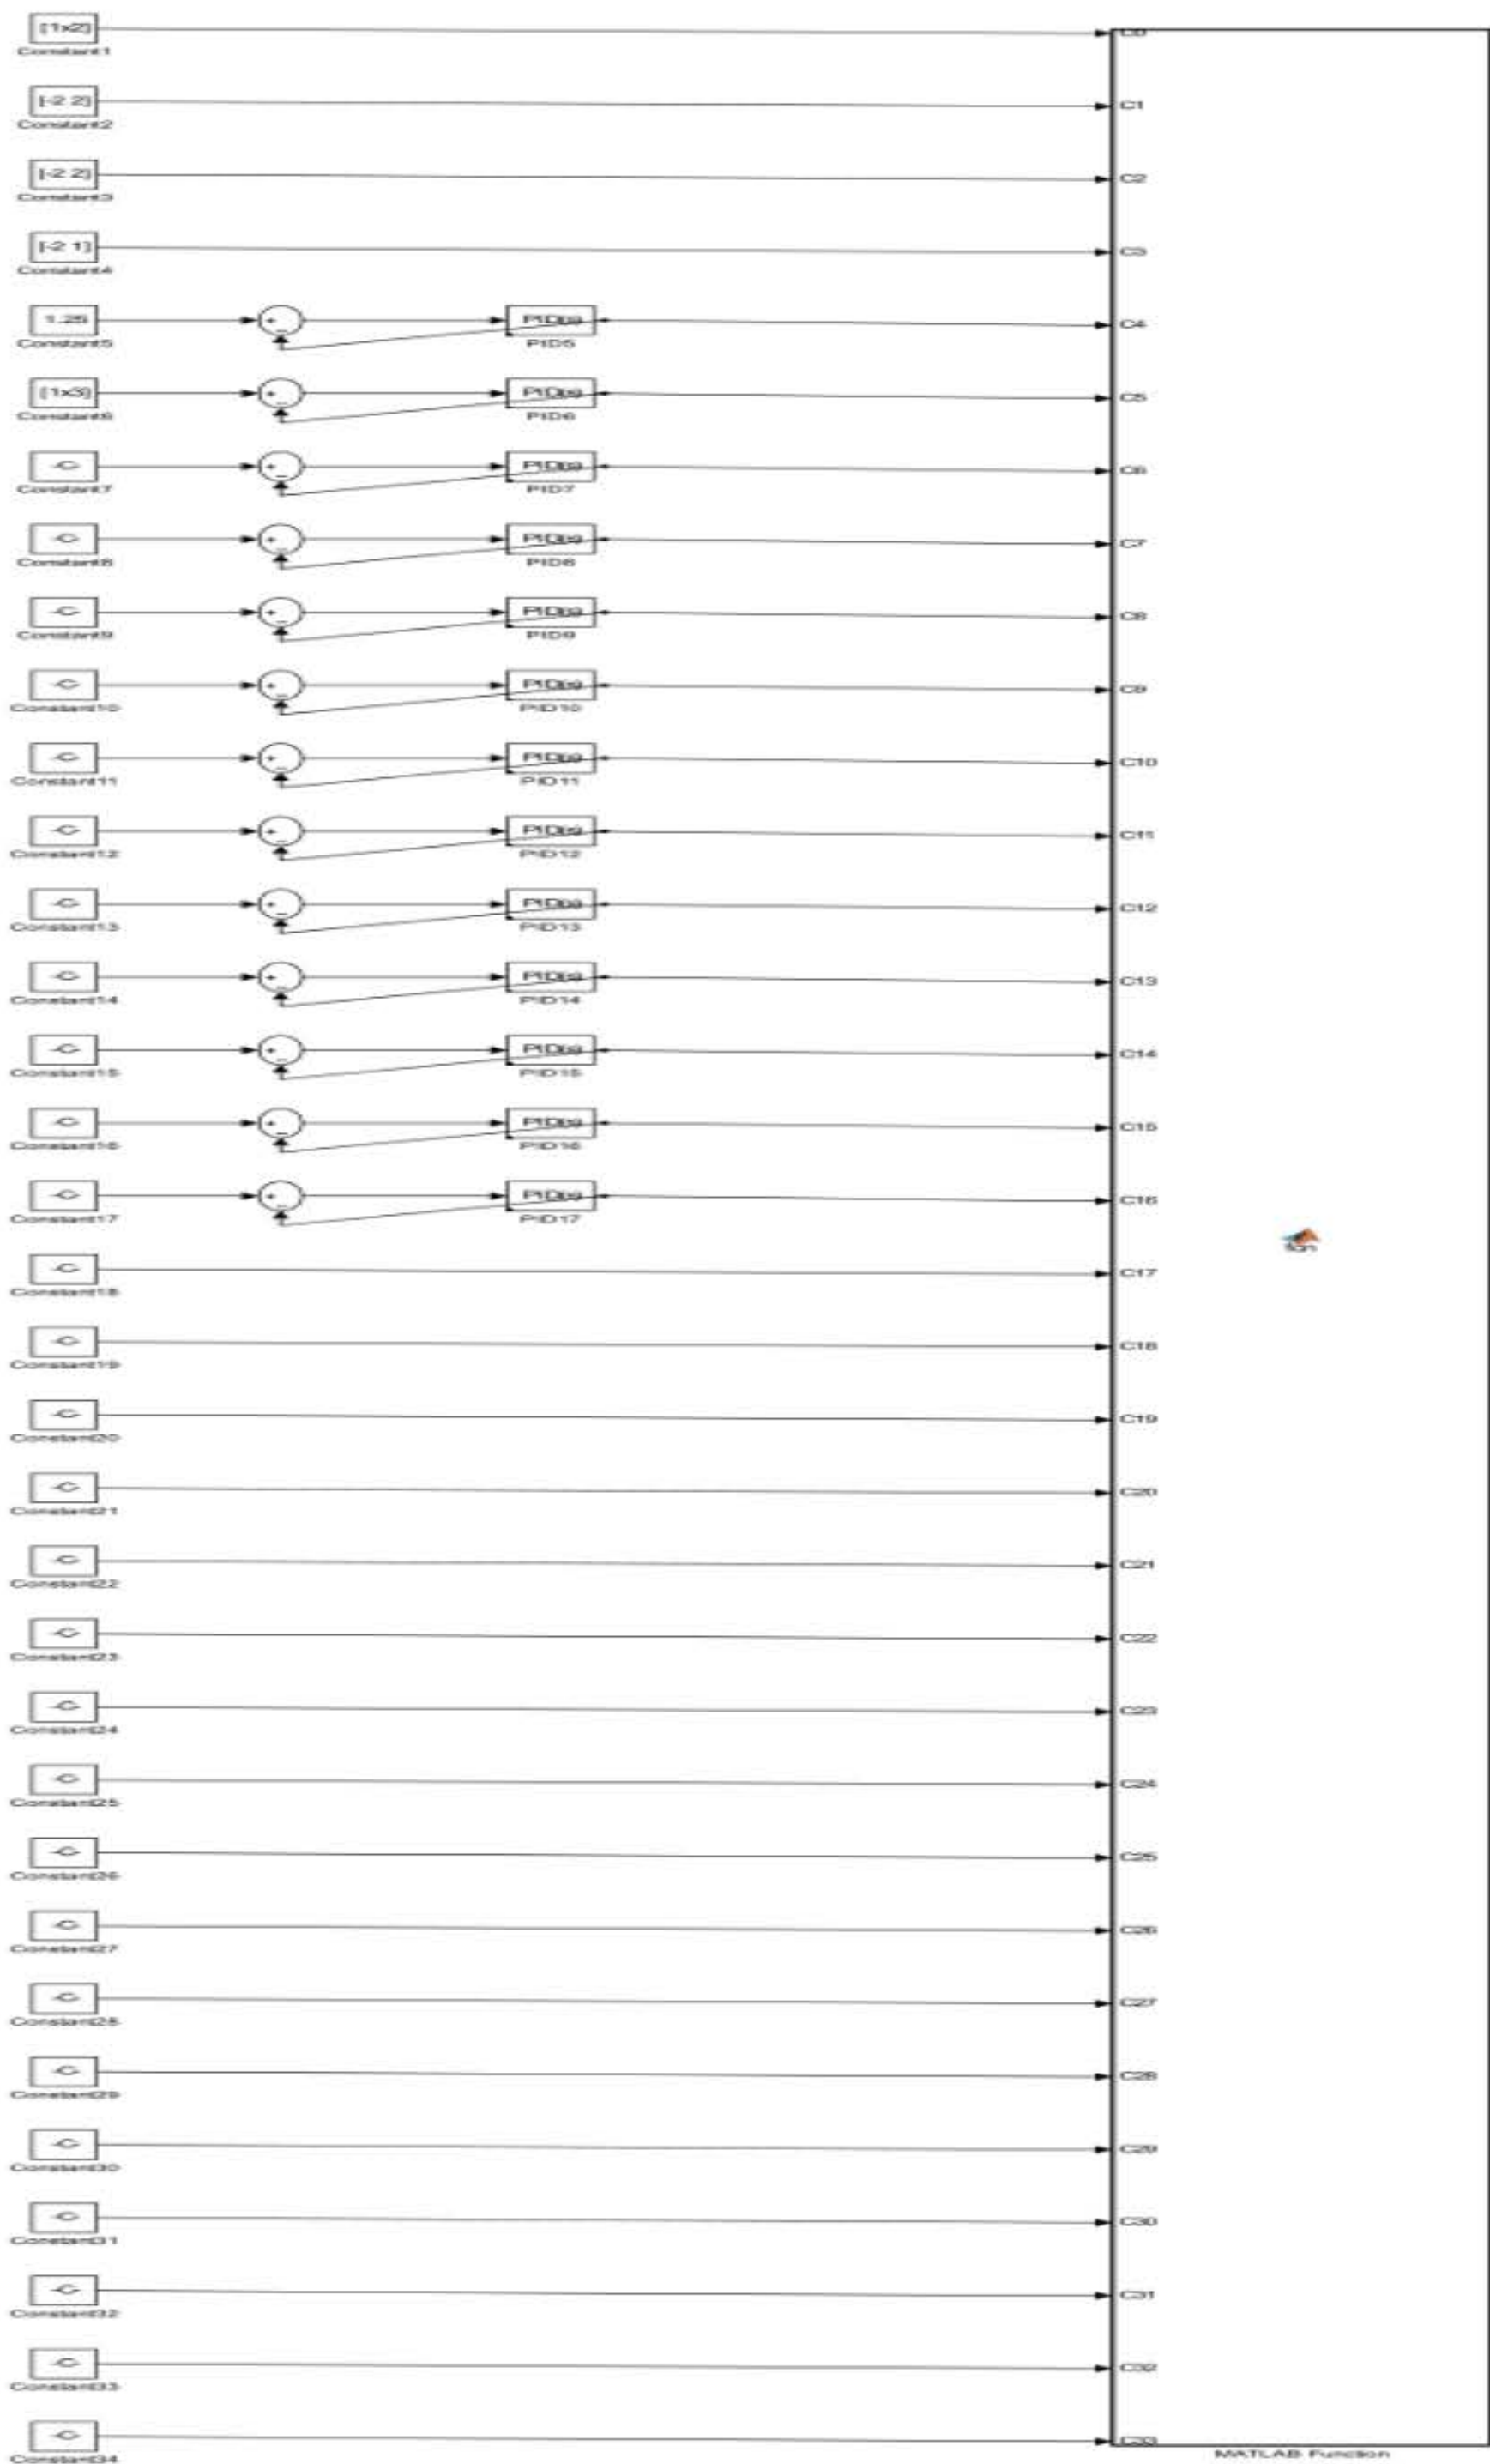 [1x2]
Constant1
C0
[-2 2]
Constant2
C1
[-2 2]
Constant3
C2
[-2 1]
Constant4
C3
1.25
Constant5
+
−
PID(s)
PID5
C4
[1x3]
Constant6
+
−
PID(s)
PID6
C5
-C-
Constant7
+
−
PID(s)
PID7
C6
-C-
Constant8
+
−
PID(s)
PID8
C7
-C-
Constant9
+
−
PID(s)
PID9
C8
-C-
Constant10
+
−
PID(s)
PID10
C9
-C-
Constant11
+
−
PID(s)
PID11
C10
-C-
Constant12
+
−
PID(s)
PID12
C11
-C-
Constant13
+
−
PID(s)
PID13
C12
-C-
Constant14
+
−
PID(s)
PID14
C13
-C-
Constant15
+
−
PID(s)
PID15
C14
-C-
Constant16
+
−
PID(s)
PID16
C15
-C-
Constant17
+
−
PID(s)
PID17
C16
fcn
-C-
Constant18
C17
-C-
Constant19
C18
-C-
Constant20
C19
-C-
Constant21
C20
-C-
Constant22
C21
-C-
Constant23
C22
-C-
Constant24
C23
-C-
Constant25
C24
-C-
Constant26
C25
-C-
Constant27
C26
-C-
Constant28
C27
-C-
Constant29
C28
-C-
Constant30
C29
-C-
Constant31
C30
-C-
Constant32
C31
-C-
Constant33
C32
-C-
Constant34
C33
MATLAB Function